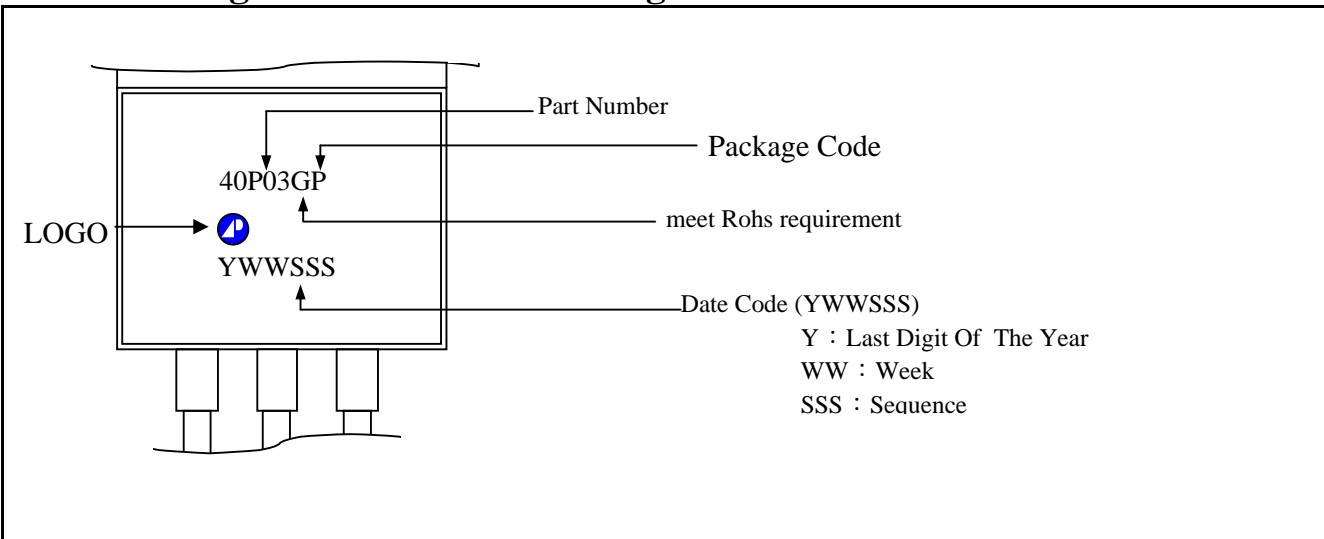 Part Number
Package Code
40P03GP
meet Rohs requirement
LOGO
YWWSSS
Date Code (YWWSSS)
Y：Last Digit Of The Year
WW：Week
SSS：Sequence